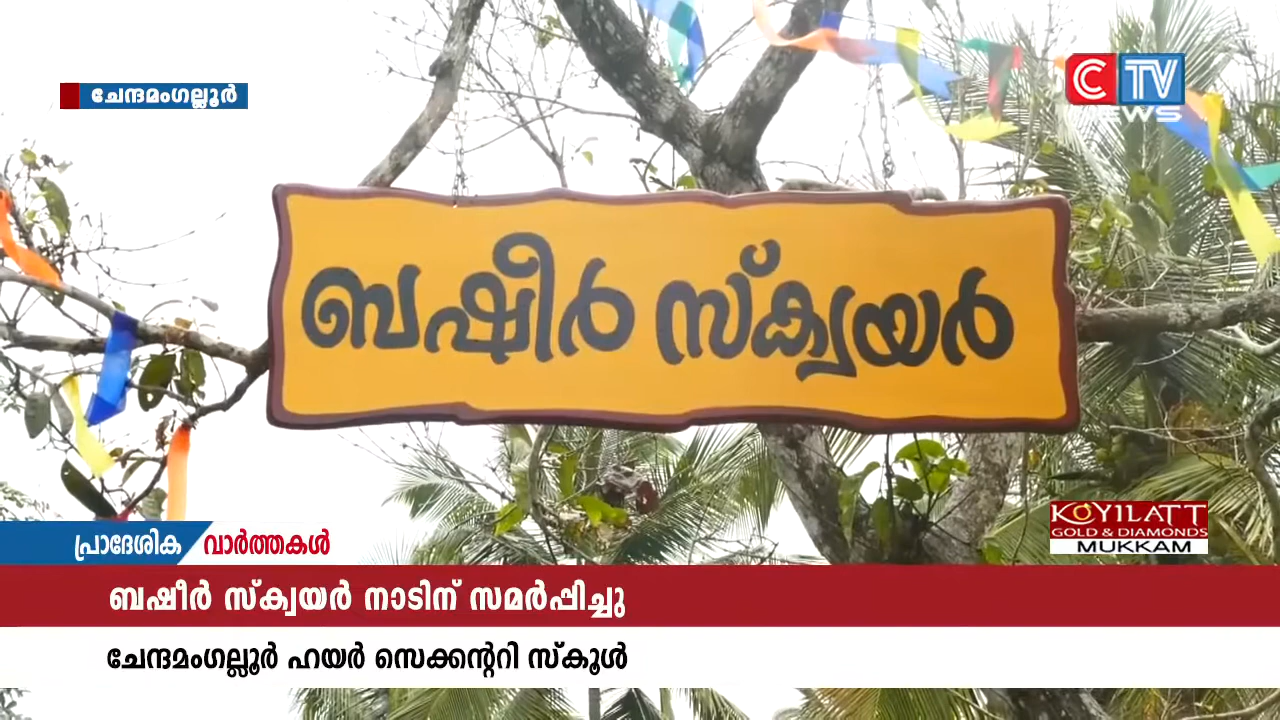 ചേന്ദമംഗല്ലൂർ
CTV
NEWS
ബഷീർ സ്ക്വയർ
KOYILATT
GOLD & DIAMONDS
MUKKAM
പ്രാദേശിക വാർത്തകൾ
ബഷീർ സ്ക്വയർ നാടിന് സമർപ്പിച്ചു
ചേന്ദമംഗല്ലൂർ ഹയർ സെക്കന്ററി സ്കൂൾ